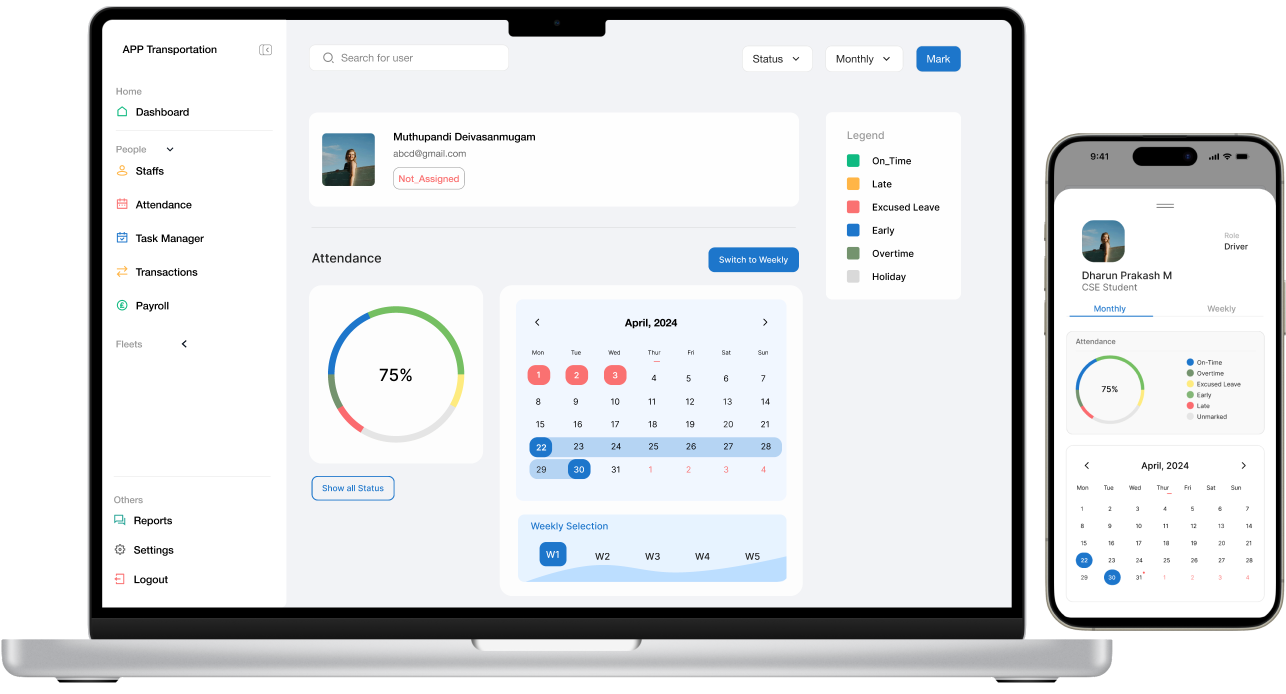 APP Transportation
Home
Dashboard
People
Staffs
Attendance
Task Manager
Transactions
Payroll
Fleets
Others
Reports
Settings
Logout
Search for user
Status
Monthly
Mark
Muthupandi Deivasanmugam
abcd@gmail.com
Not_Assigned
Legend
On_Time
Late
Excused Leave
Early
Overtime
Holiday
Attendance
Switch to Weekly
75%
Show all Status
April, 2024
Mon Tue Wed Thur Fri Sat Sun
1 2 3 4 5 6 7
8 9 10 11 12 13 14
15 16 17 18 19 20 21
22 23 24 25 26 27 28
29 30 31 1 2 3 4
Weekly Selection
W1 W2 W3 W4 W5
9:41
Role
Driver
Dharun Prakash M
CSE Student
Monthly Weekly
Attendance
75%
On-Time
Overtime
Excused Leave
Early
Late
Unmarked
April, 2024
Mon Tue Wed Thur Fri Sat Sun
1 2 3 4 5 6 7
8 9 10 11 12 13 14
15 16 17 18 19 20 21
22 23 24 25 26 27 28
29 30 31 1 2 3 4